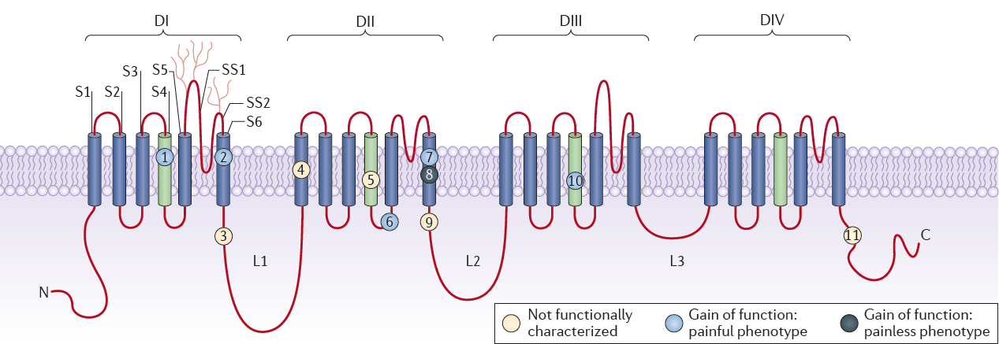 DI
DII
DIII
DIV
S3
S5
SS1
S1
S2
S4
SS2
S6
1
2
3
4
5
6
7
8
9
10
11
L1
L2
L3
N
C
Not functionally
characterized
Gain of function:
painful phenotype
Gain of function:
painless phenotype